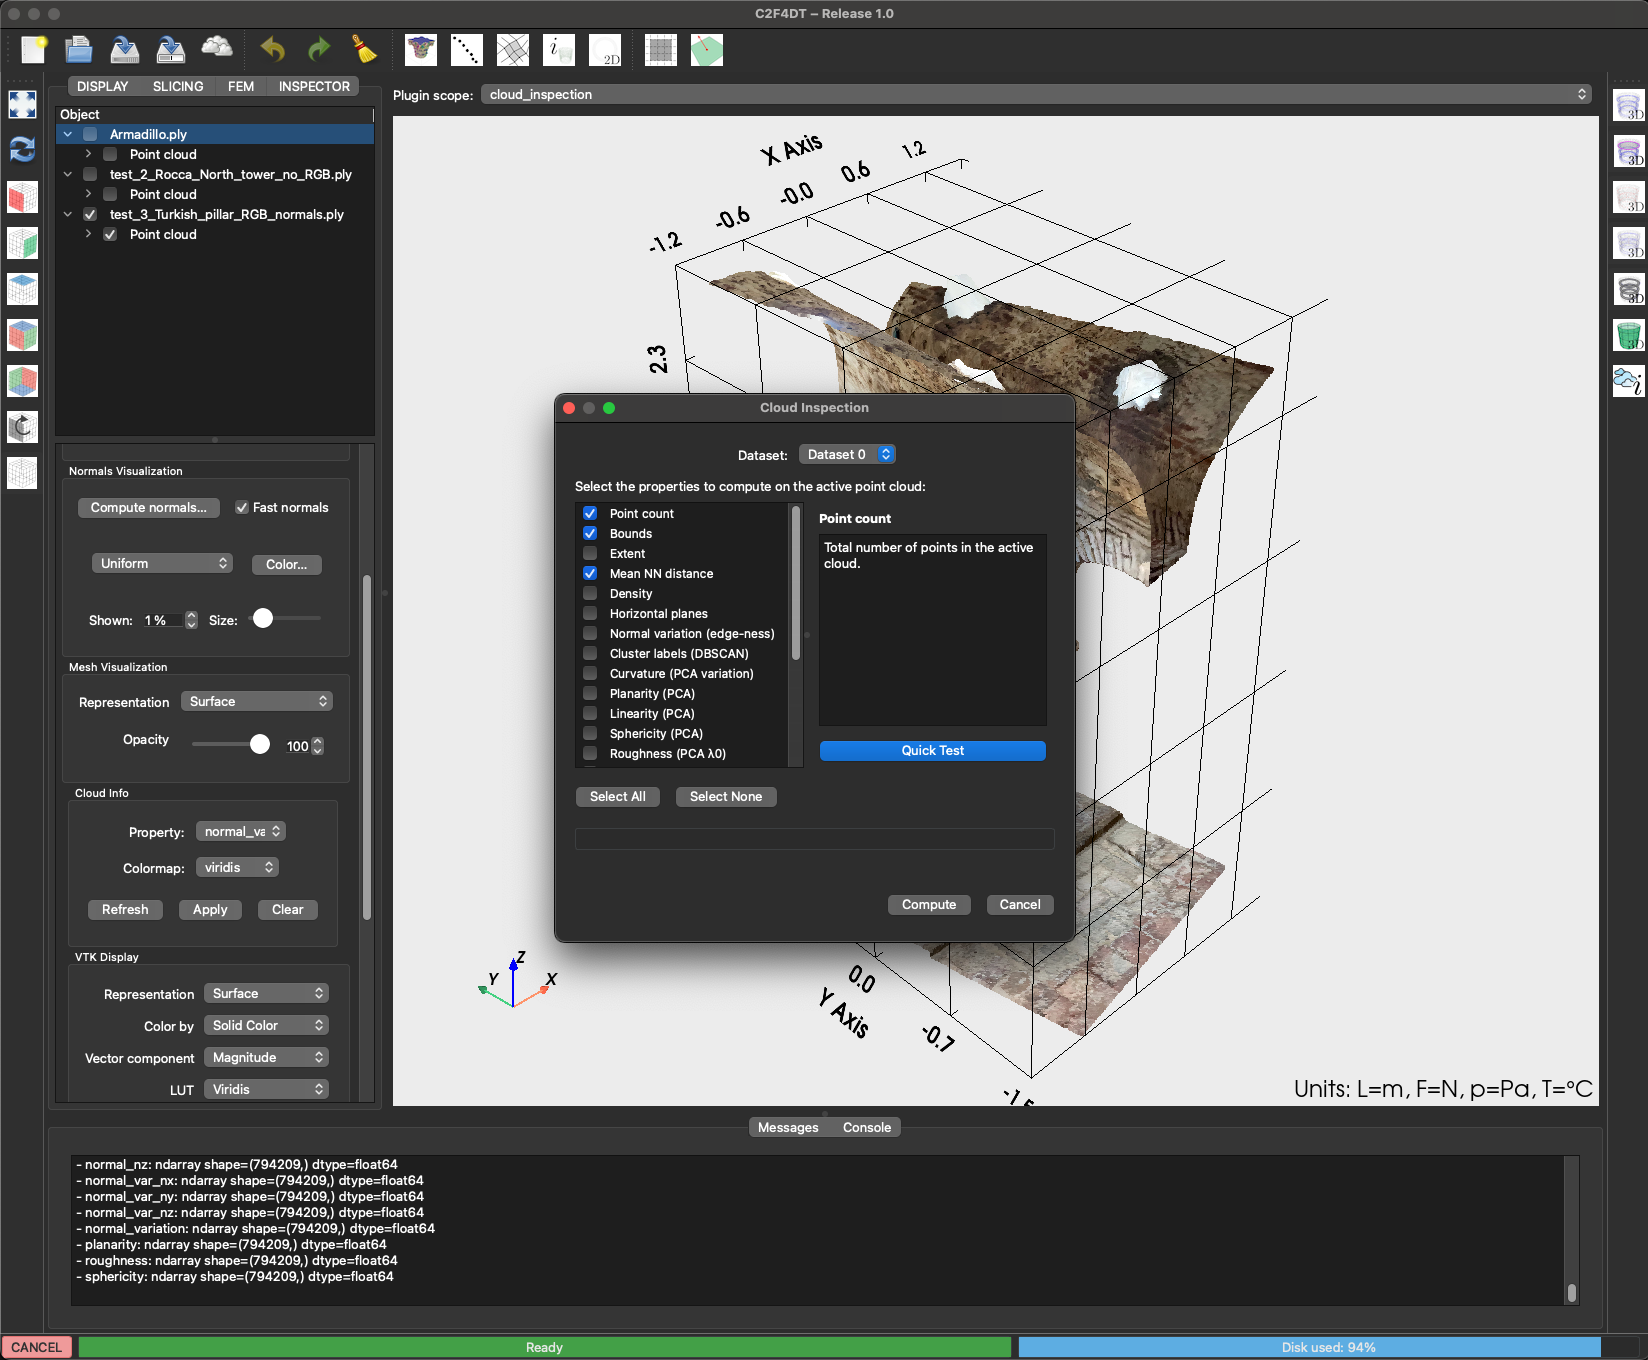 C2F4DT – Release 1.0
2D
DISPLAY SLICING FEM INSPECTOR
Plugin scope: cloud_inspection
Object
Armadillo.ply
Point cloud
test_2_Rocca_North_tower_no_RGB.ply
Point cloud
test_3_Turkish_pillar_RGB_normals.ply
Point cloud
Normals Visualization
Compute normals... Fast normals
Uniform Color...
Shown: 1 % Size:
Mesh Visualization
Representation Surface
Opacity 100
Cloud Info
Property: normal_va
Colormap: viridis
Refresh Apply Clear
VTK Display
Representation Surface
Color by Solid Color
Vector component Magnitude
LUT Viridis
X Axis
-1.2 -0.6 -0.0 0.6 1.2
2.3
Cloud Inspection
Dataset: Dataset 0
Select the properties to compute on the active point cloud:
Point count
Bounds
Extent
Mean NN distance
Density
Horizontal planes
Normal variation (edge-ness)
Cluster labels (DBSCAN)
Curvature (PCA variation)
Planarity (PCA)
Linearity (PCA)
Sphericity (PCA)
Roughness (PCA λ0)
Point count
Total number of points in the active
cloud.
Quick Test
Select All Select None
Compute Cancel
Z
Y X
0.0
Y Axis
-0.7
Units: L=m, F=N, p=Pa, T=°C
3D
3D
3D
3D
3D
3D
Messages Console
- normal_nz: ndarray shape=(794209,) dtype=float64
- normal_var_nx: ndarray shape=(794209,) dtype=float64
- normal_var_ny: ndarray shape=(794209,) dtype=float64
- normal_var_nz: ndarray shape=(794209,) dtype=float64
- normal_variation: ndarray shape=(794209,) dtype=float64
- planarity: ndarray shape=(794209,) dtype=float64
- roughness: ndarray shape=(794209,) dtype=float64
- sphericity: ndarray shape=(794209,) dtype=float64
CANCEL Ready Disk used: 94%